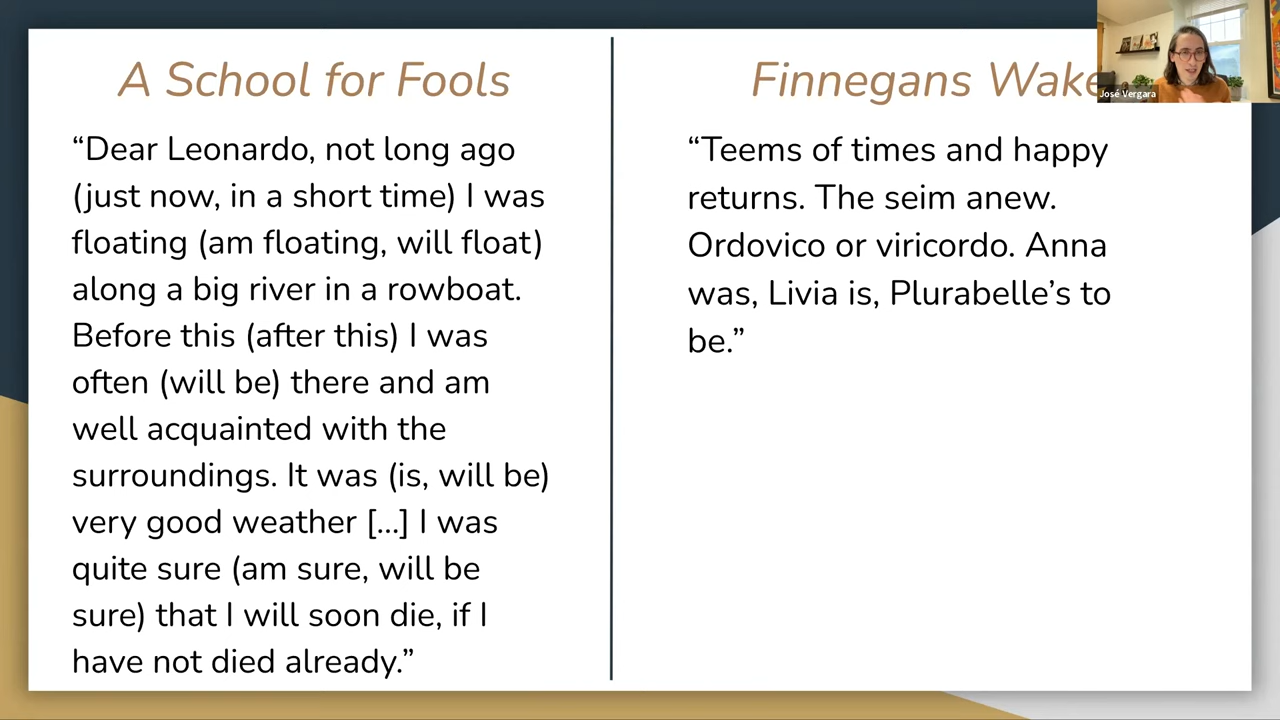 A School for Fools
“Dear Leonardo, not long ago
(just now, in a short time) I was
floating (am floating, will float)
along a big river in a rowboat.
Before this (after this) I was
often (will be) there and am
well acquainted with the
surroundings. It was (is, will be)
very good weather [...] I was
quite sure (am sure, will be
sure) that I will soon die, if I
have not died already.”
Finnegans Wake
“Teems of times and happy
returns. The seim anew.
Ordovico or viricordo. Anna
was, Livia is, Plurabelle’s to
be.”
José Vergara